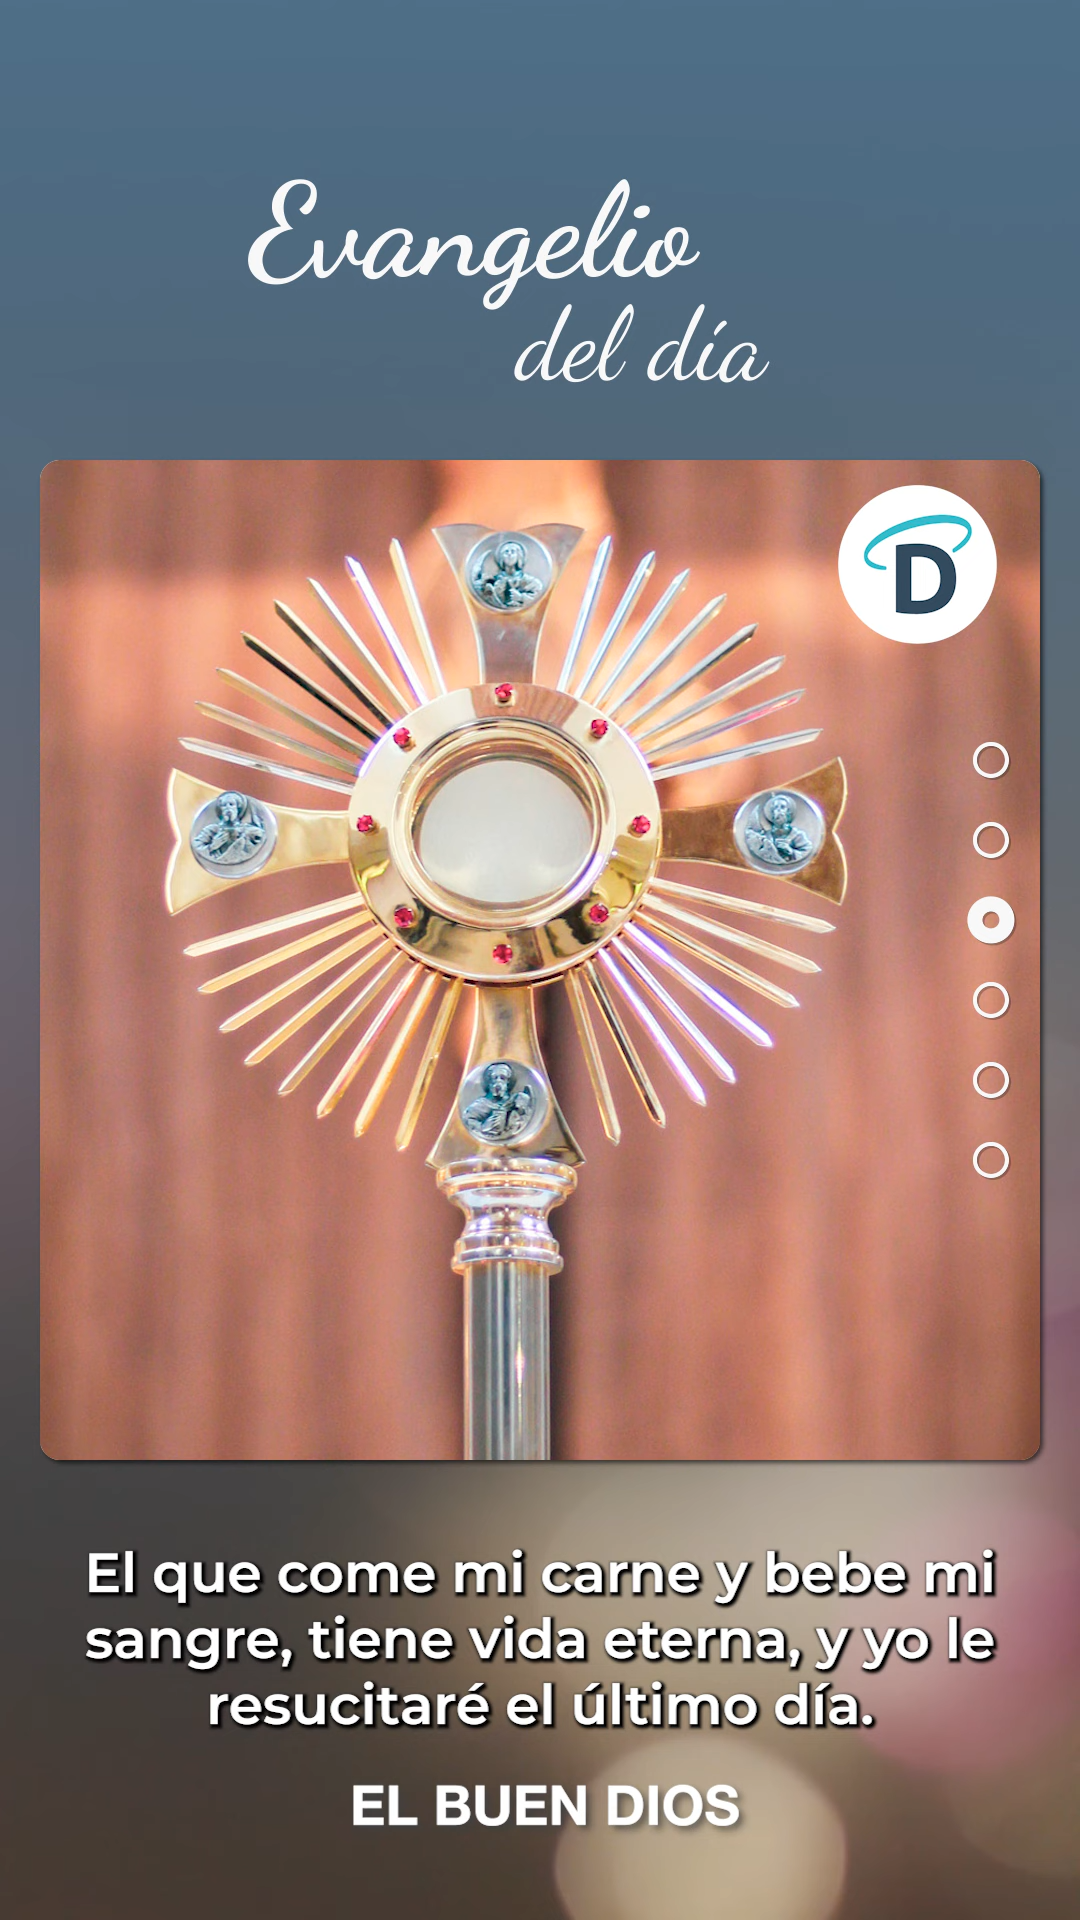 Evangelio
del día
D
El que come mi carne y bebe mi
sangre, tiene vida eterna, y yo le
resucitaré el último día.
EL BUEN DIOS